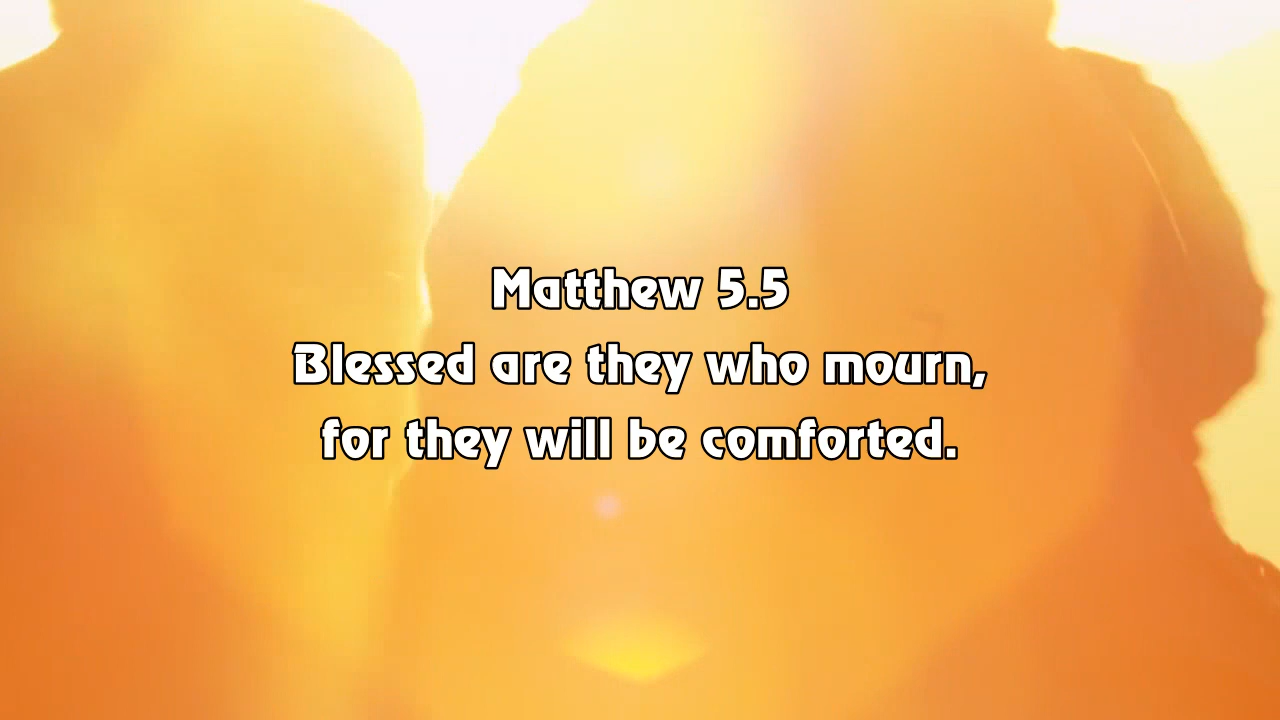 Matthew 5.5
Blessed are they who mourn,
for they will be comforted.